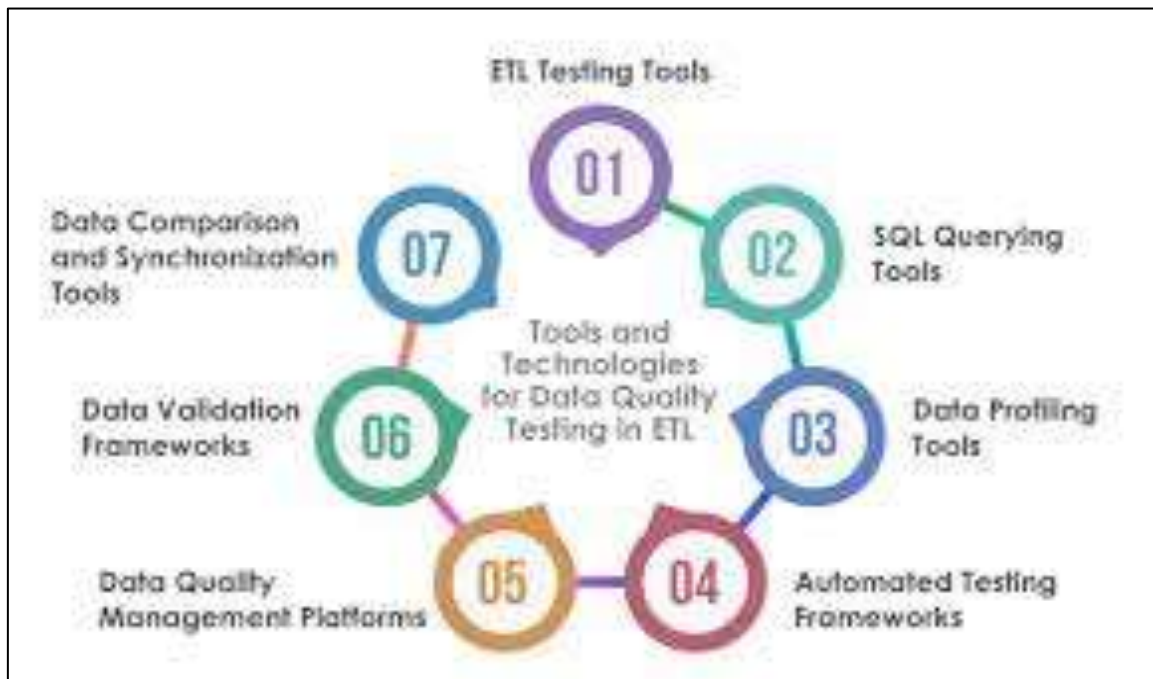 ETL Testing Tools
01
02
SQL Querying
Tools
03
Data Profiling
Tools
04
Automated Testing
Frameworks
05
Data Quality
Management Platforms
06
Data Validation
Frameworks
07
Data Comparison
and Synchronization
Tools
Tools and
Technologies
for Data Quality
Testing in ETL